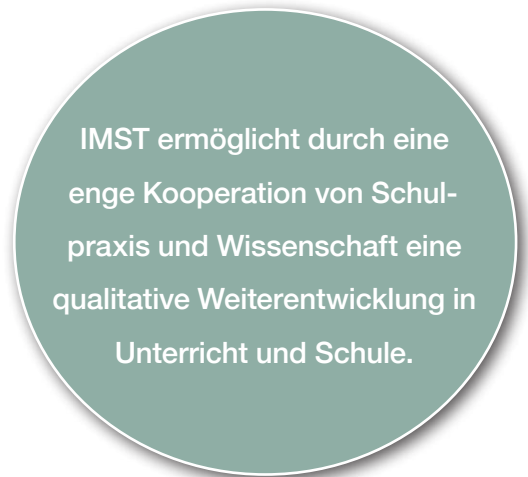 IMST ermöglicht durch eine
enge Kooperation von Schul-
praxis und Wissenschaft eine
qualitative Weiterentwicklung in
Unterricht und Schule.